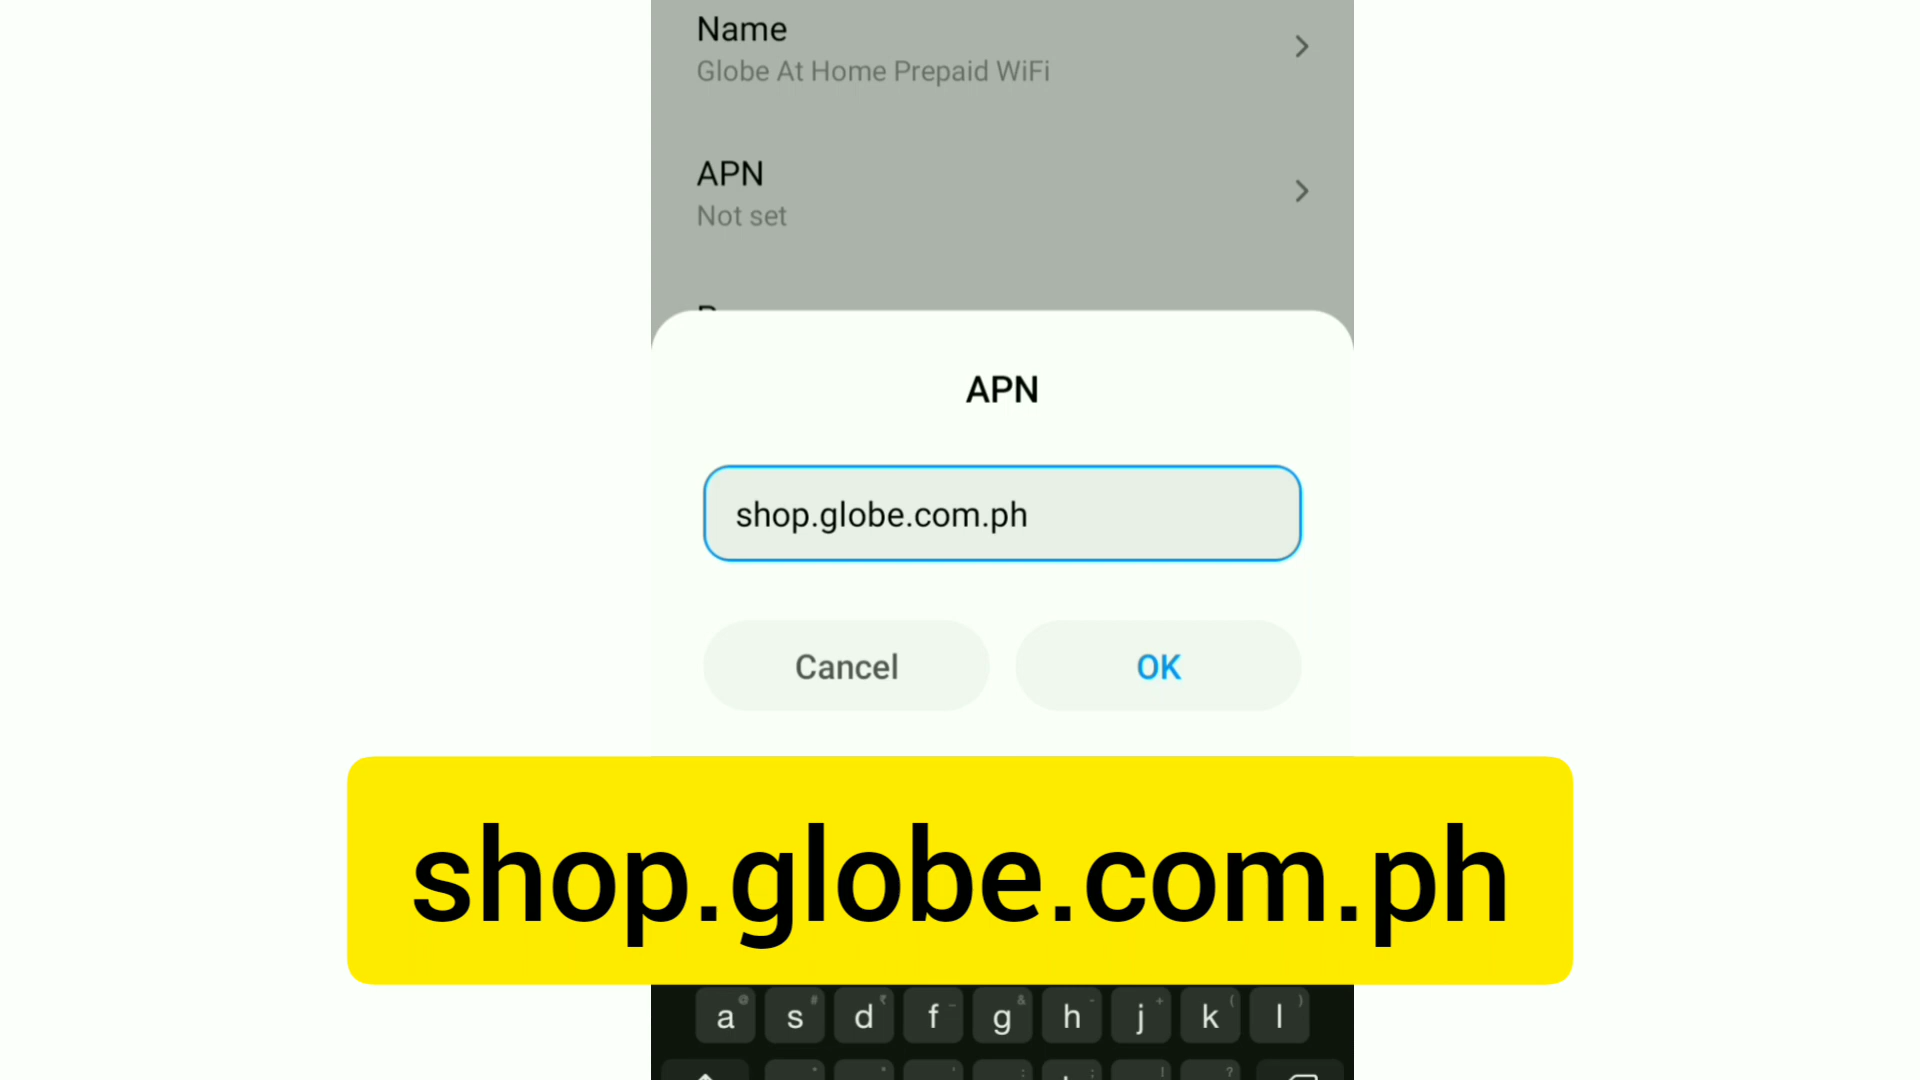 Name
Globe At Home Prepaid WiFi
APN
Not set
APN
shop.globe.com.ph
Cancel OK
shop.globe.com.ph
@ # ₹ _ & - + ( )
a s d f g h j k l